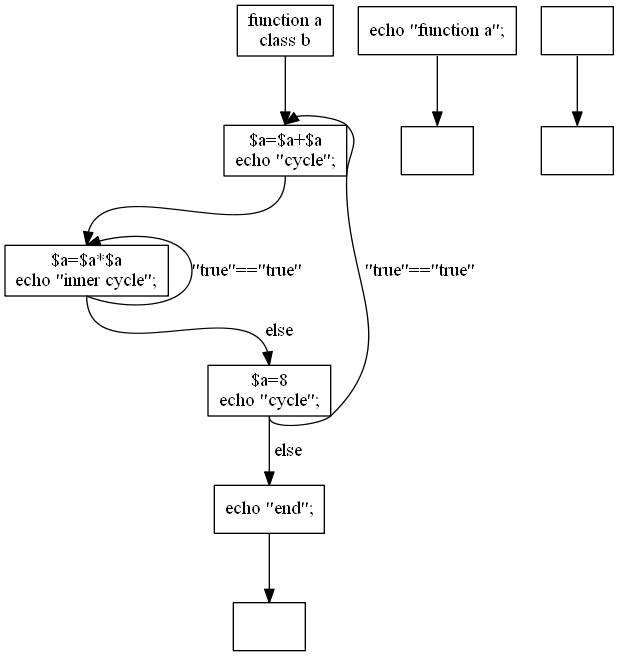 function a
class b
echo "function a";
$a=$a+$a
echo "cycle";
$a=$a*$a
echo "inner cycle";
"true"=="true"
"true"=="true"
else
$a=8
echo "cycle";
else
echo "end";